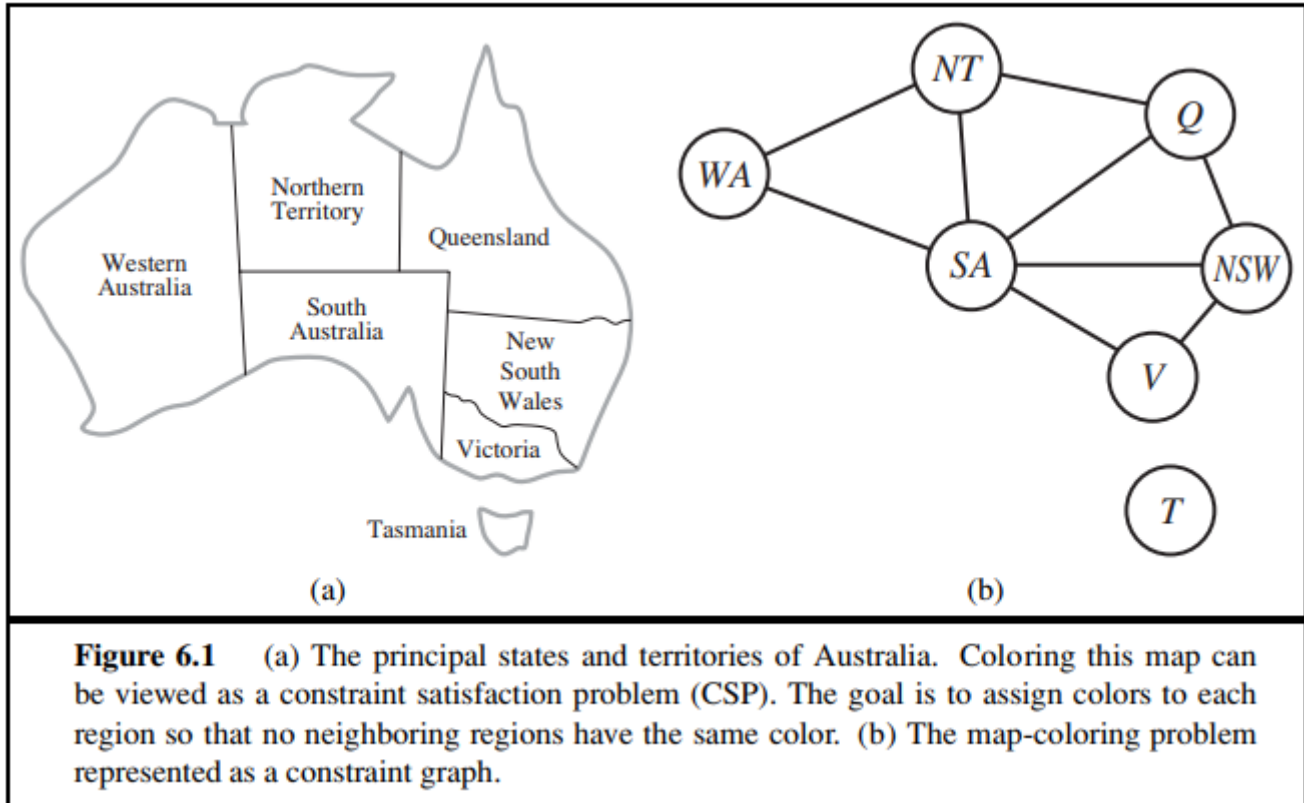 Northern
Territory
Western
Australia
Queensland
South
Australia
New
South
Wales
Victoria
Tasmania
(a)
NT
Q
WA
SA
NSW
V
T
(b)
Figure 6.1 (a) The principal states and territories of Australia. Coloring this map can
be viewed as a constraint satisfaction problem (CSP). The goal is to assign colors to each
region so that no neighboring regions have the same color. (b) The map-coloring problem
represented as a constraint graph.